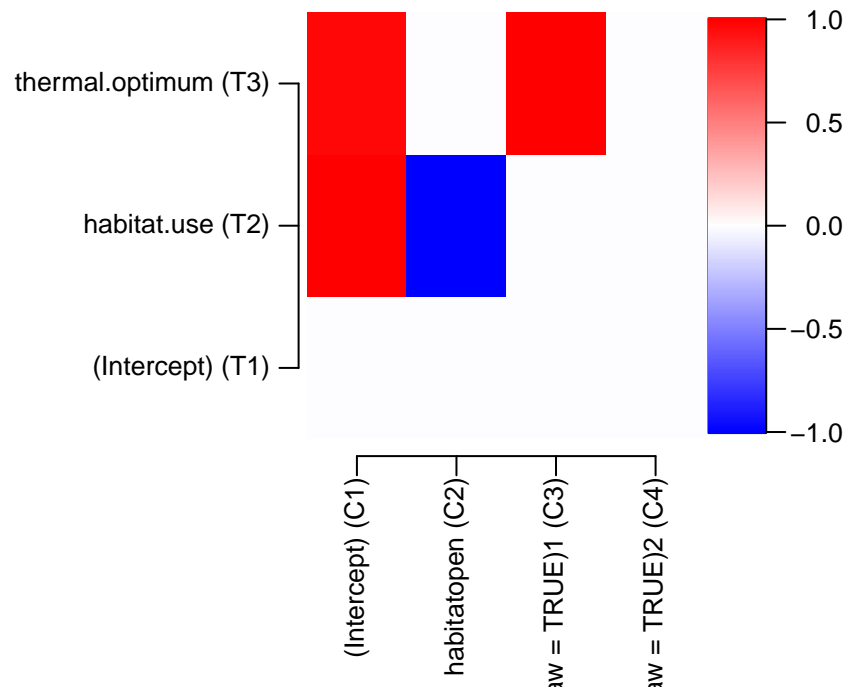 thermal.optimum (T3)
habitat.use (T2)
(Intercept) (T1)
1.0
0.5
0.0
−0.5
−1.0
(Intercept) (C1)
habitatopen (C2)
aw = TRUE)1 (C3)
aw = TRUE)2 (C4)